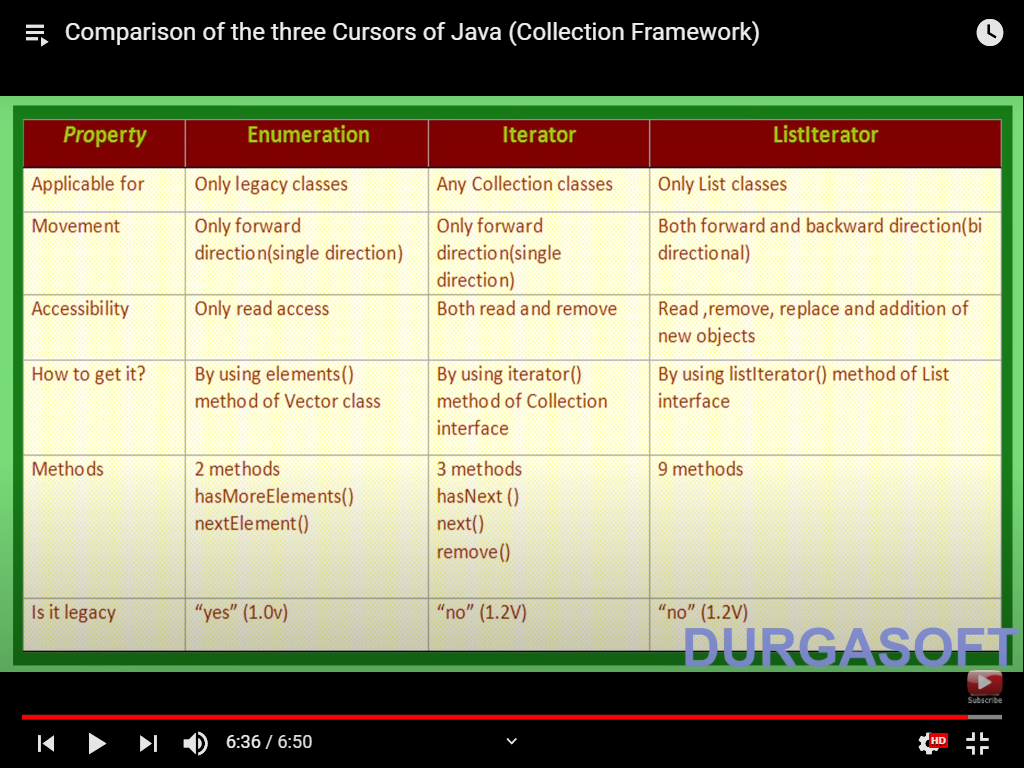 Comparison of the three Cursors of Java (Collection Framework)
Property Enumeration Iterator ListIterator
Applicable for Only legacy classes Any Collection classes Only List classes
Movement Only forward Only forward Both forward and backward direction(bi
direction(single direction) direction(single directional)
direction)
Accessibility Only read access Both read and remove Read ,remove, replace and addition of
new objects
How to get it? By using elements() By using iterator() By using listIterator() method of List
method of Vector class method of Collection interface
interface
Methods 2 methods 3 methods 9 methods
hasMoreElements() hasNext ()
nextElement() next()
remove()
Is it legacy “yes” (1.0v) “no” (1.2V) “no” (1.2V)
DURGASOFT
Subscribe
6:36 / 6:50
HD